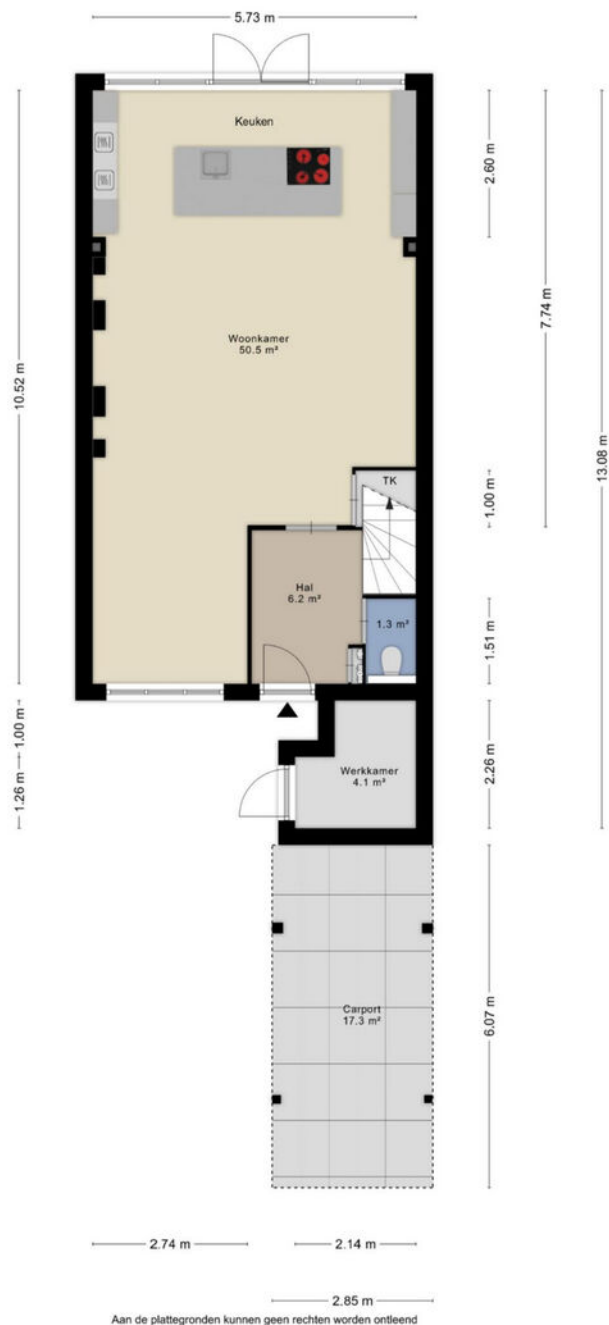 5.73 m
Keuken
2.60 m
7.74 m
10.52 m
Woonkamer
50.5 m²
13.08 m
TK
1.00 m
Hal
6.2 m²
1.3 m²
1.51 m
1.00 m
1.26 m
Werkkamer
4.1 m²
2.26 m
Carport
17.3 m²
6.07 m
2.74 m
2.14 m
2.85 m
Aan de plattegronden kunnen geen rechten worden ontleend